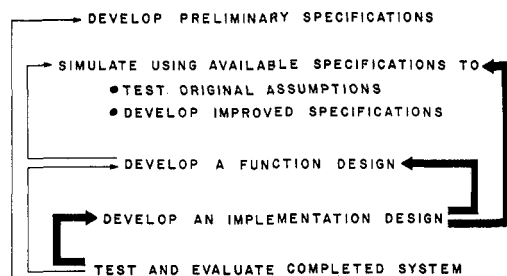 DEVELOP PRELIMINARY SPECIFICATIONS
SIMULATE USING AVAILABLE SPECIFICATIONS TO
• TEST ORIGINAL ASSUMPTIONS
• DEVELOP IMPROVED SPECIFICATIONS
DEVELOP A FUNCTION DESIGN
DEVELOP AN IMPLEMENTATION DESIGN
TEST AND EVALUATE COMPLETED SYSTEM